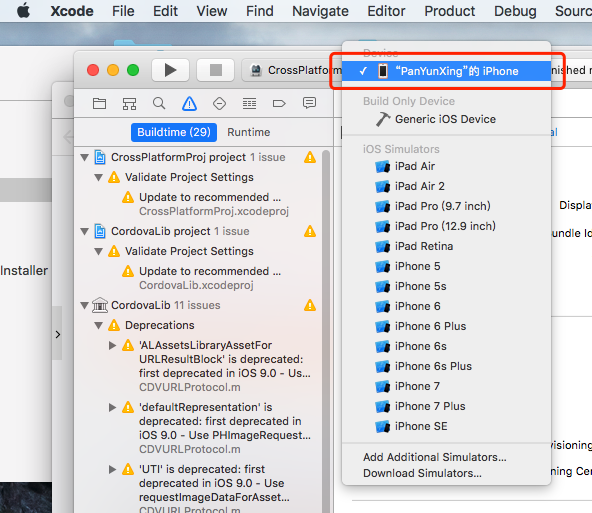 Xcode File Edit View Find Navigate Editor Product Debug Sourc
CrossPlatform
nished r
Device
✓ “PanYunXing”的 iPhone
Build Only Device
Generic iOS Device
iOS Simulators
iPad Air
iPad Air 2
iPad Pro (9.7 inch)
iPad Pro (12.9 inch)
iPad Retina
iPhone 5
iPhone 5s
iPhone 6
iPhone 6 Plus
iPhone 6s
iPhone 6s Plus
iPhone 7
iPhone 7 Plus
iPhone SE
Add Additional Simulators...
Download Simulators...
Buildtime (29) Runtime
CrossPlatformProj project 1 issue
Validate Project Settings
Update to recommended ...
CrossPlatformProj.xcodeproj
CordovaLib project 1 issue
Validate Project Settings
Update to recommended ...
CordovaLib.xcodeproj
CordovaLib 11 issues
Deprecations
'ALAssetsLibraryAssetFor
URLResultBlock' is deprecated:
first deprecated in iOS 9.0 - Us...
CDVURLProtocol.m
'defaultRepresentation' is
deprecated: first deprecated in
iOS 9.0 - Use PHImageRequest...
CDVURLProtocol.m
'UTI' is deprecated: first
deprecated in iOS 9.0 - Use
requestImageDataForAsset...
CDVURLProtocol.m
Installer
al
Displa
undle Id
ovisioning
ning Cer